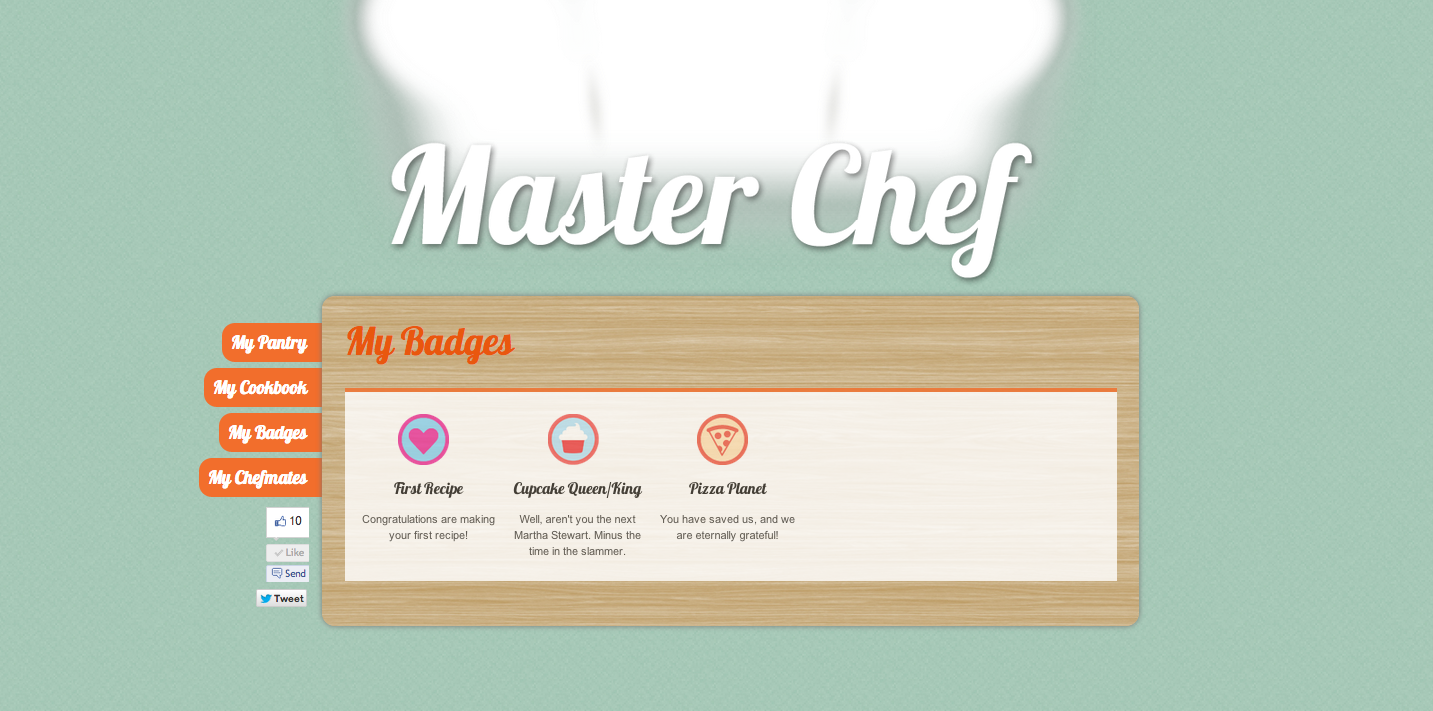 Master Chef
My Badges
My Pantry
My Cookbook
My Badges
My Chefmates
10
Like
Send
Tweet
First Recipe
Congratulations are making
your first recipe!
Cupcake Queen/King
Well, aren't you the next
Martha Stewart. Minus the
time in the slammer.
Pizza Planet
You have saved us, and we
are eternally grateful!